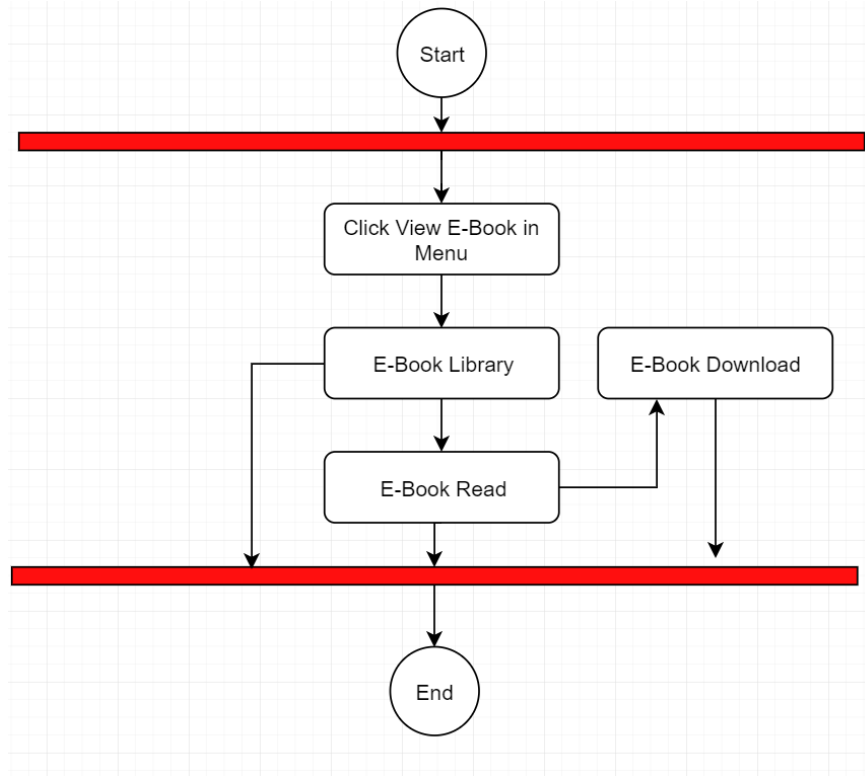 Start
Click View E-Book in
Menu
E-Book Library
E-Book Download
E-Book Read
End